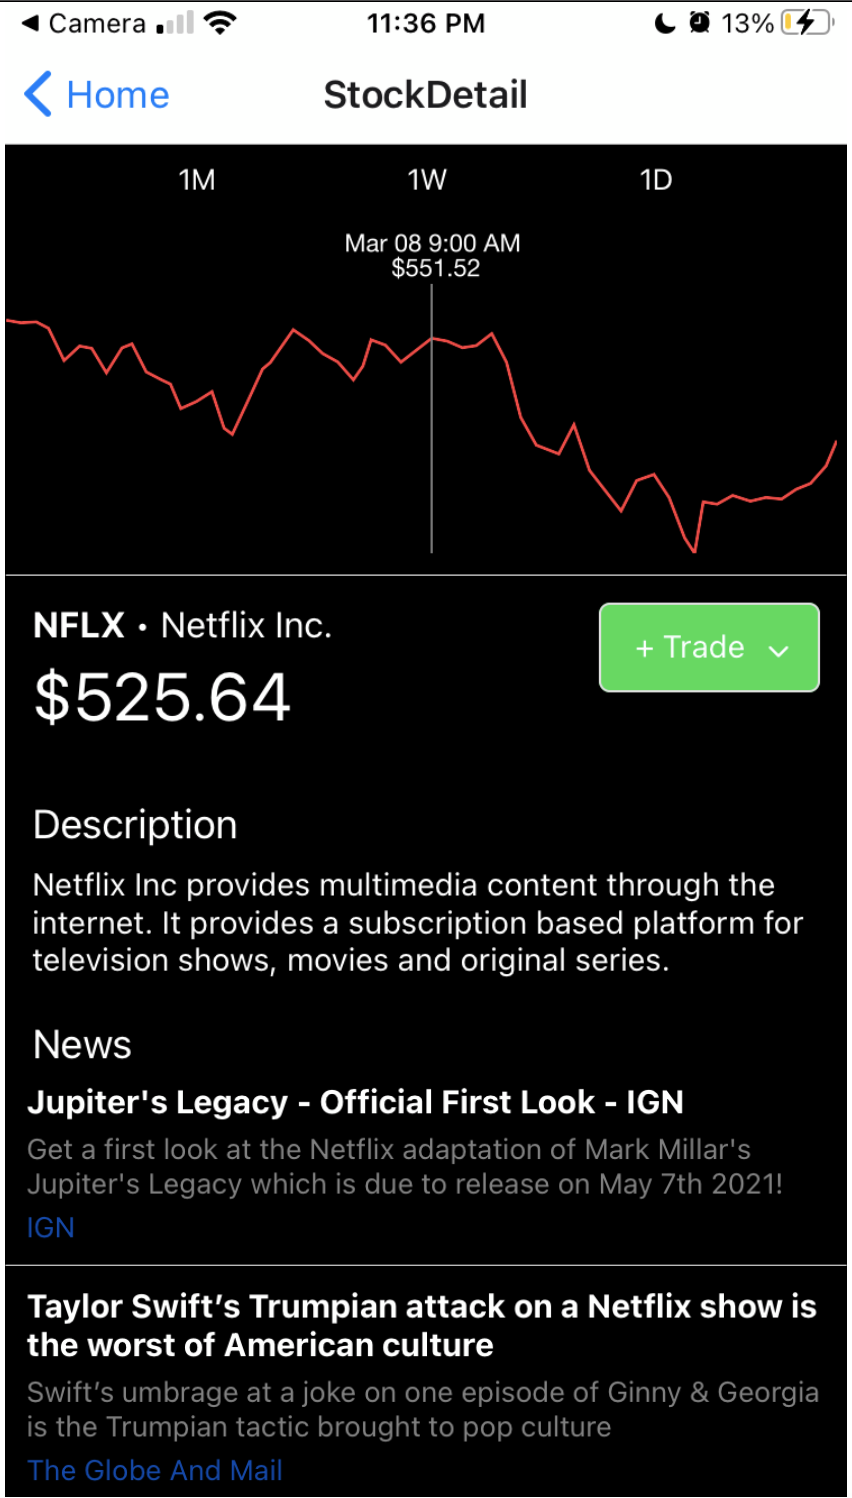 Camera 11:36 PM 13%
Home StockDetail
1M 1W 1D
Mar 08 9:00 AM
$551.52
NFLX • Netflix Inc.
+ Trade
$525.64
Description
Netflix Inc provides multimedia content through the
internet. It provides a subscription based platform for
television shows, movies and original series.
News
Jupiter's Legacy - Official First Look - IGN
Get a first look at the Netflix adaptation of Mark Millar's
Jupiter's Legacy which is due to release on May 7th 2021!
IGN
Taylor Swift’s Trumpian attack on a Netflix show is
the worst of American culture
Swift’s umbrage at a joke on one episode of Ginny & Georgia
is the Trumpian tactic brought to pop culture
The Globe And Mail